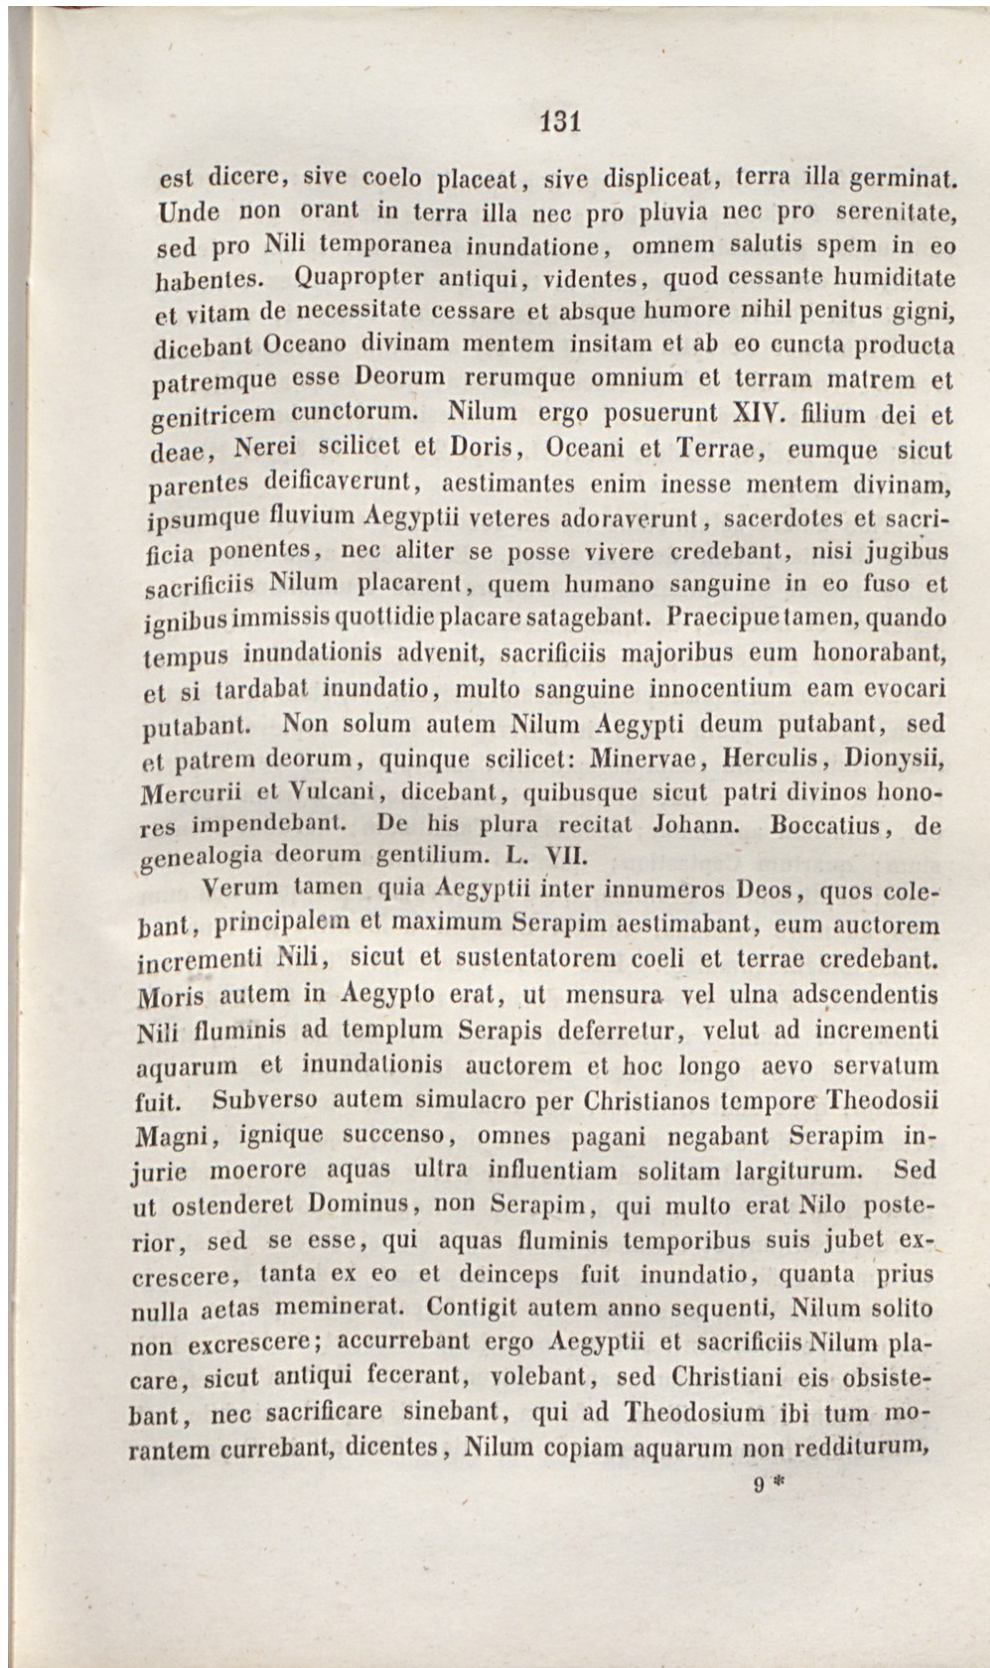 131
est dicere, sive coelo placeat, sive displiceat, terra illa germinat.
Unde non orant in terra illa nec pro pluvia nec pro serenitate,
sed pro Nili temporanea inundatione, omnem salutis spem in eo
habentes. Quapropter antiqui, videntes, quod cessante humiditate
et vitam de necessitate cessare et absque humore nihil penitus gigni,
dicebant Oceano divinam mentem insitam et ab eo cuncta producta
patremque esse Deorum rerumque omnium et terram matrem et
genitricem cunctorum. Nilum ergo posuerunt XIV. filium dei et
deae, Nerei scilicet et Doris, Oceani et Terrae, eumque sicut
parentes deificaverunt, aestimantes enim inesse mentem divinam,
ipsumque fluvium Aegyptii veteres adoraverunt, sacerdotes et sacri-
ficia ponentes, nec aliter se posse vivere credebant, nisi jugibus
sacrificiis Nilum placarent, quem humano sanguine in eo fuso et
ignibus immissis quottidie placare satagebant. Praecipue tamen, quando
tempus inundationis advenit, sacrificiis majoribus eum honorabant,
et si tardabat inundatio, multo sanguine innocentium eam evocari
putabant. Non solum autem Nilum Aegypti deum putabant, sed
et patrem deorum, quinque scilicet: Minervae, Herculis, Dionysii,
Mercurii et Vulcani, dicebant, quibusque sicut patri divinos hono-
res impendebant. De his plura recitat Johann. Boccatius, de
genealogia deorum gentilium. L. VII.
Verum tamen quia Aegyptii inter innumeros Deos, quos cole-
bant, principalem et maximum Serapim aestimabant, eum auctorem
incrementi Nili, sicut et sustentatorem coeli et terrae credebant.
Moris autem in Aegypto erat, ut mensura vel ulna adscendentis
Nili fluminis ad templum Serapis deferretur, velut ad incrementi
aquarum et inundationis auctorem et hoc longo aevo servatum
fuit. Subverso autem simulacro per Christianos tempore Theodosii
Magni, ignique succenso, omnes pagani negabant Serapim in-
jurie moerore aquas ultra influentiam solitam largiturum. Sed
ut ostenderet Dominus, non Serapim, qui multo erat Nilo poste-
rior, sed se esse, qui aquas fluminis temporibus suis jubet ex-
crescere, tanta ex eo et deinceps fuit inundatio, quanta prius
nulla aetas meminerat. Contigit autem anno sequenti, Nilum solito
non excrescere; accurrebant ergo Aegyptii et sacrificiis Nilum pla-
care, sicut antiqui fecerant, volebant, sed Christiani eis obsiste-
bant, nec sacrificare sinebant, qui ad Theodosium ibi tum mo-
rantem currebant, dicentes, Nilum copiam aquarum non redditurum,
9 *